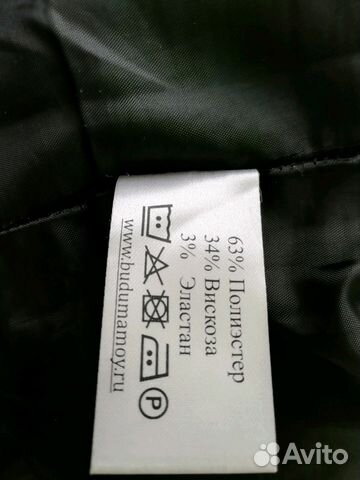 63% Полиэстер
34% Вискоза
3% Эластан
P
www.budumamoy.ru
Avito